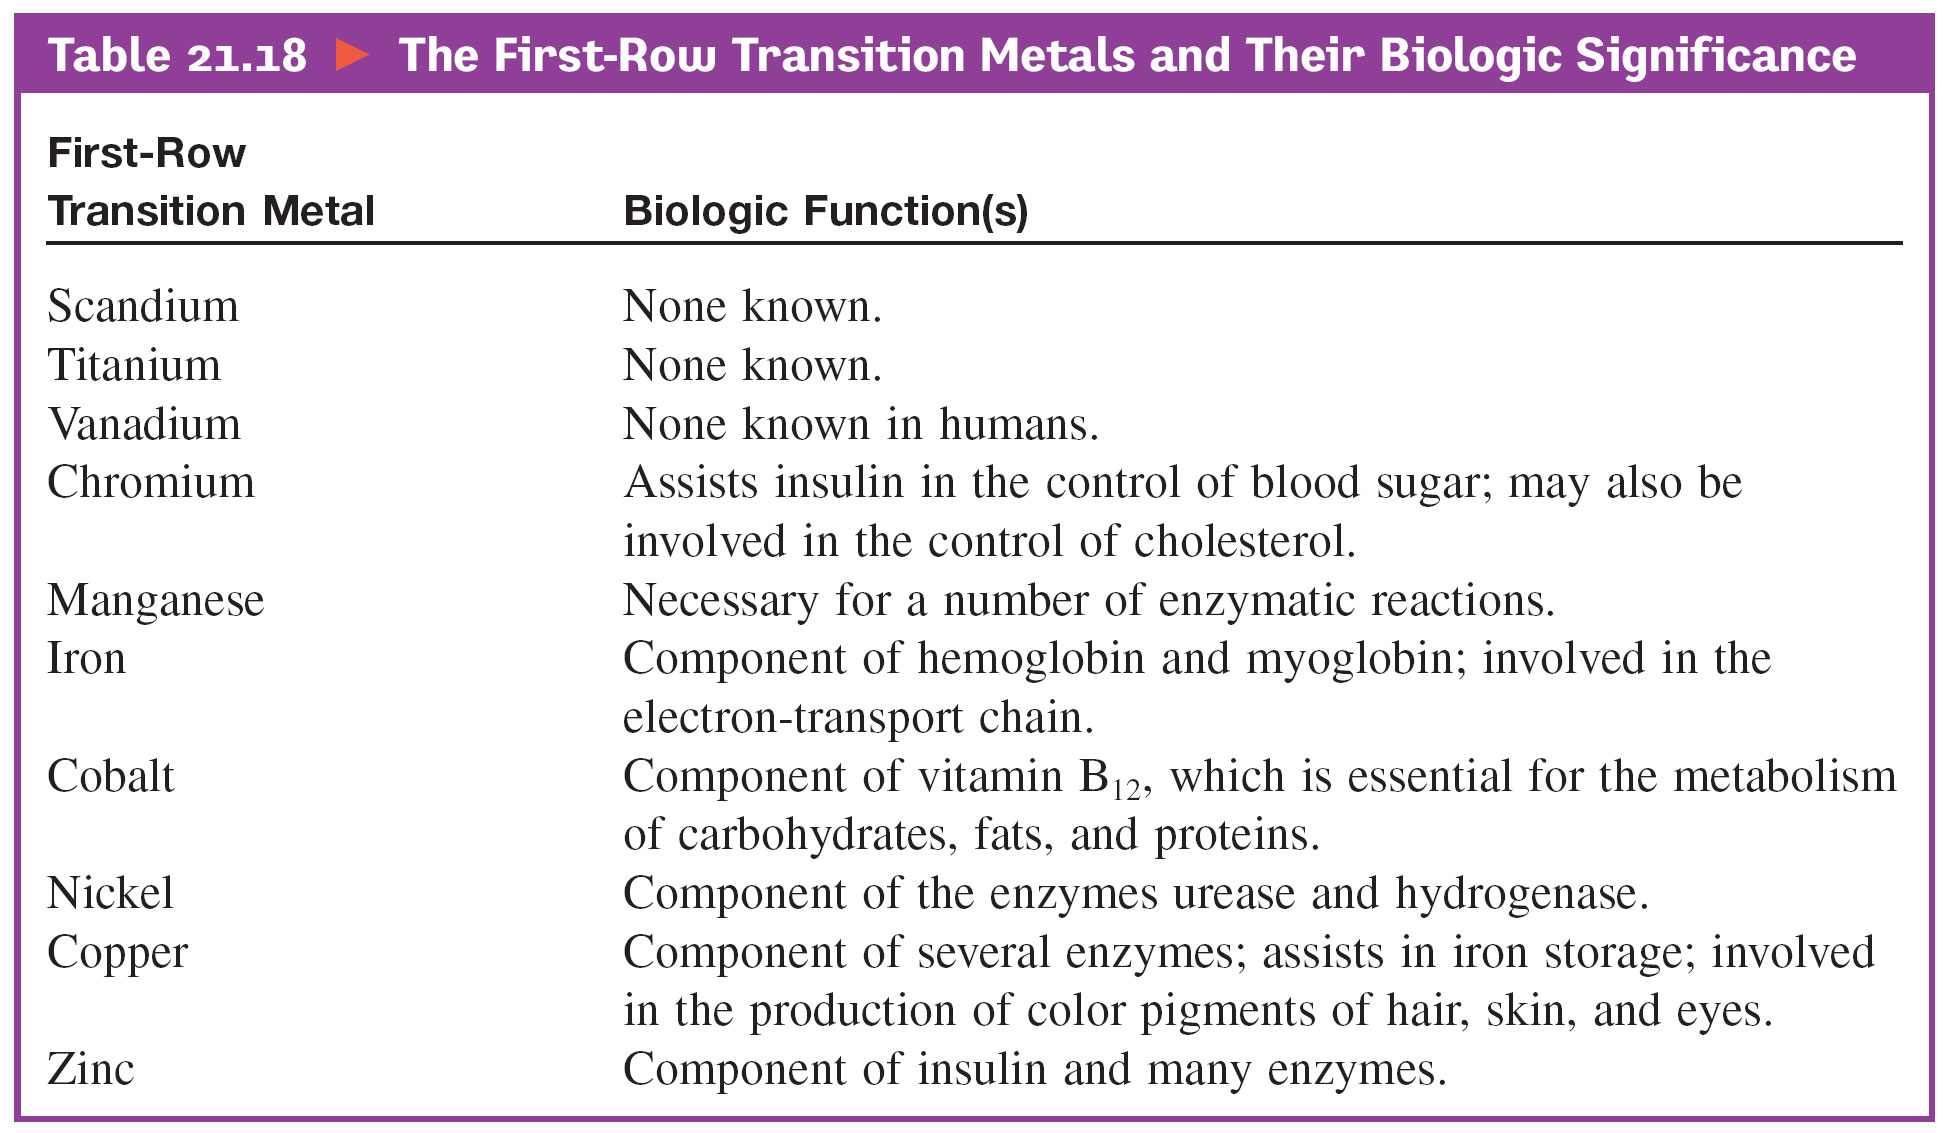 Table 21.18 ▶ The First-Row Transition Metals and Their Biologic Significance
First-Row
Transition Metal Biologic Function(s)
Scandium None known.
Titanium None known.
Vanadium None known in humans.
Chromium Assists insulin in the control of blood sugar; may also be
involved in the control of cholesterol.
Manganese Necessary for a number of enzymatic reactions.
Iron Component of hemoglobin and myoglobin; involved in the
electron-transport chain.
Cobalt Component of vitamin B₁₂, which is essential for the metabolism
of carbohydrates, fats, and proteins.
Nickel Component of the enzymes urease and hydrogenase.
Copper Component of several enzymes; assists in iron storage; involved
in the production of color pigments of hair, skin, and eyes.
Zinc Component of insulin and many enzymes.